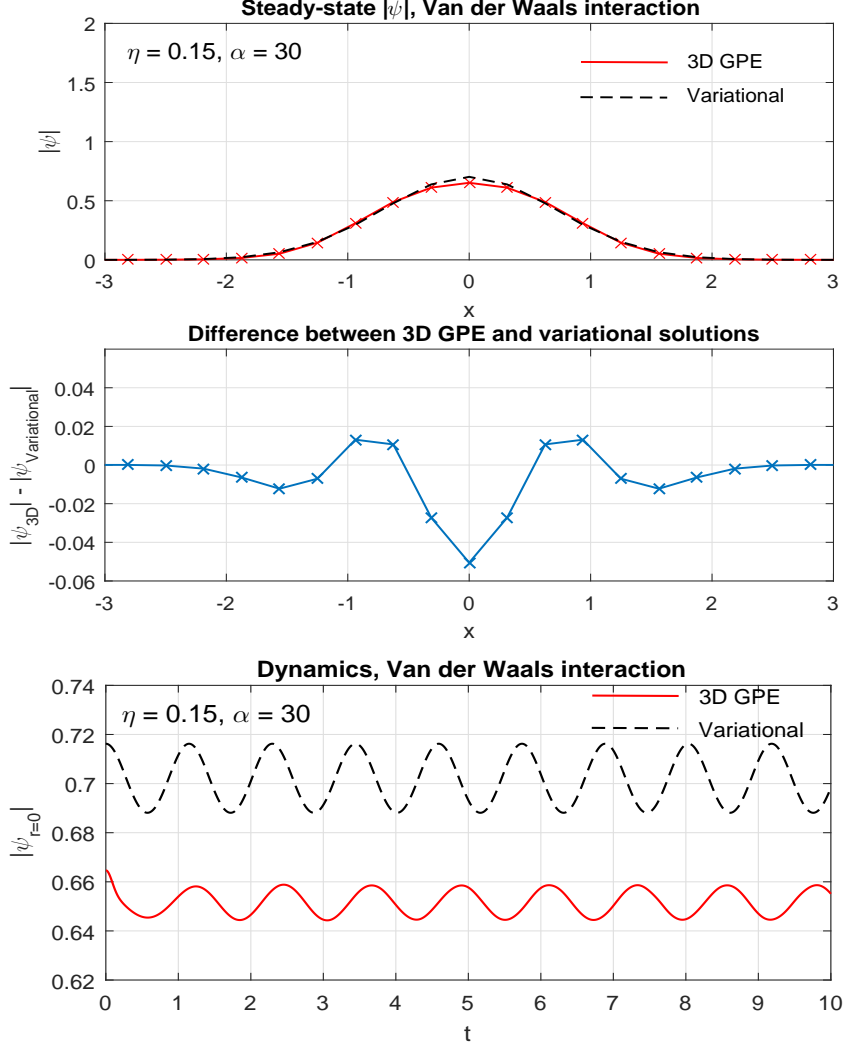 Steady-state |ψ|, Van der Waals interaction
η = 0.15, α = 30
3D GPE
Variational
|ψ|
2
1.5
1
0.5
0
-3 -2 -1 0 1 2 3
x
Difference between 3D GPE and variational solutions
|ψ_3D| - |ψ_Variational|
0.04
0.02
0
-0.02
-0.04
-0.06
-3 -2 -1 0 1 2 3
x
Dynamics, Van der Waals interaction
η = 0.15, α = 30
3D GPE
Variational
|ψ_r=0|
0.74
0.72
0.7
0.68
0.66
0.64
0.62
0 1 2 3 4 5 6 7 8 9 10
t